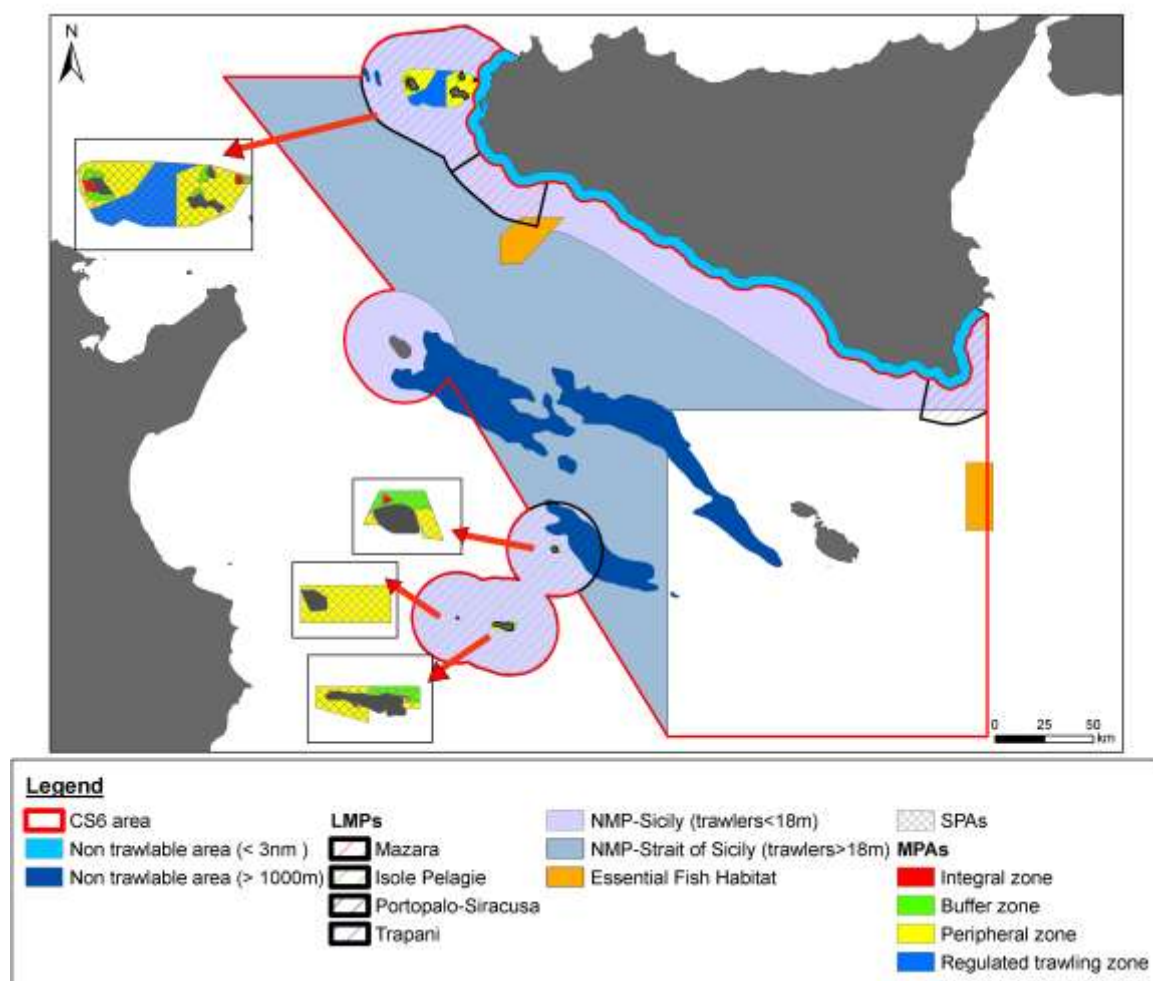 N
0 25 50
km
Legend
CS6 area
Non trawlable area (< 3nm )
Non trawlable area (> 1000m)
LMPs
Mazara
Isole Pelagie
Portopalo-Siracusa
Trapani
NMP-Sicily (trawlers<18m)
NMP-Strait of Sicily (trawlers>18m)
Essential Fish Habitat
SPAs
MPAs
Integral zone
Buffer zone
Peripheral zone
Regulated trawling zone